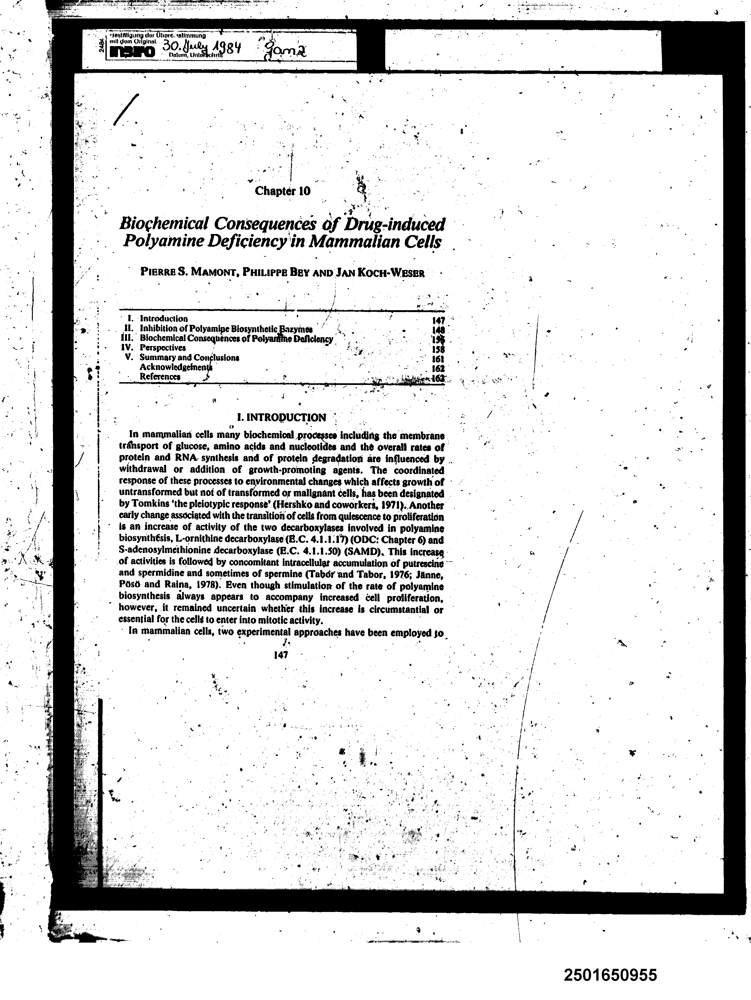 mit dem Original
30. July 1984
Datum, Unterschrift
2484
Chapter 10
Biochemical Consequences of Drug-induced
Polyamine Deficiency in Mammalian Cells
PIERRE S. MAMONT, PHILIPPE BEY AND JAN KOCH-WESER
I. Introduction 147
II. Inhibition of Polyamine Biosynthetic Enzymes 148
III. Biochemical Consequences of Polyamine Deficiency
IV. Perspectives 158
V. Summary and Conclusions 161
Acknowledgements 162
References 162
I. INTRODUCTION
In mammalian cells many biochemical processes including the membrane
transport of glucose, amino acids and nucleotides and the overall rates of
protein and RNA synthesis and of protein degradation are influenced by
withdrawal or addition of growth-promoting agents. The coordinated
response of these processes to environmental changes which affects growth of
untransformed but not of transformed or malignant cells, has been designated
by Tomkins 'the pleiotypic response' (Hershko and coworkers, 1971). Another
early change associated with the transition of cells from quiescence to proliferation
is an increase of activity of the two decarboxylases involved in polyamine
biosynthesis, L-ornithine decarboxylase (E.C. 4.1.1.17) (ODC: Chapter 6) and
S-adenosylmethionine decarboxylase (E.C. 4.1.1.50) (SAMD). This increase
of activities is followed by concomitant intracellular accumulation of putrescine
and spermidine and sometimes of spermine (Tabor and Tabor, 1976; Jänne,
Pösö and Raina, 1978). Even though stimulation of the rate of polyamine
biosynthesis always appears to accompany increased cell proliferation,
however, it remained uncertain whether this increase is circumstantial or
essential for the cells to enter into mitotic activity.
In mammalian cells, two experimental approaches have been employed to
147
2501650955